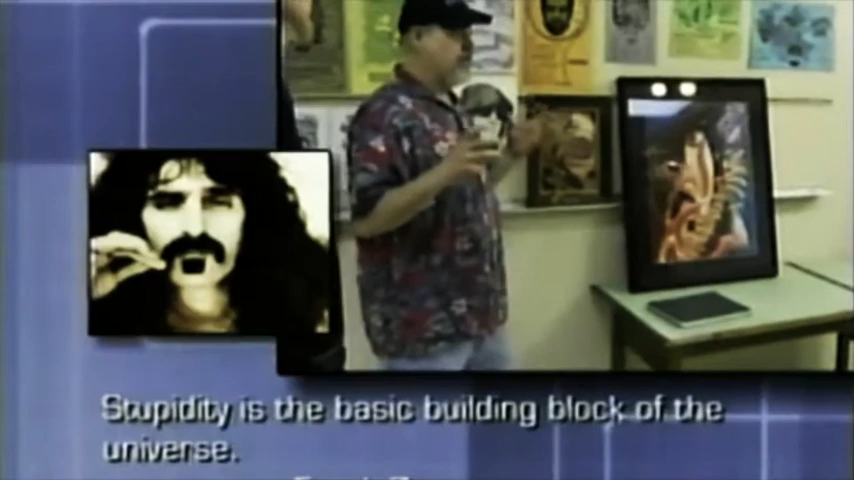 Stupidity is the basic building block of the
universe.